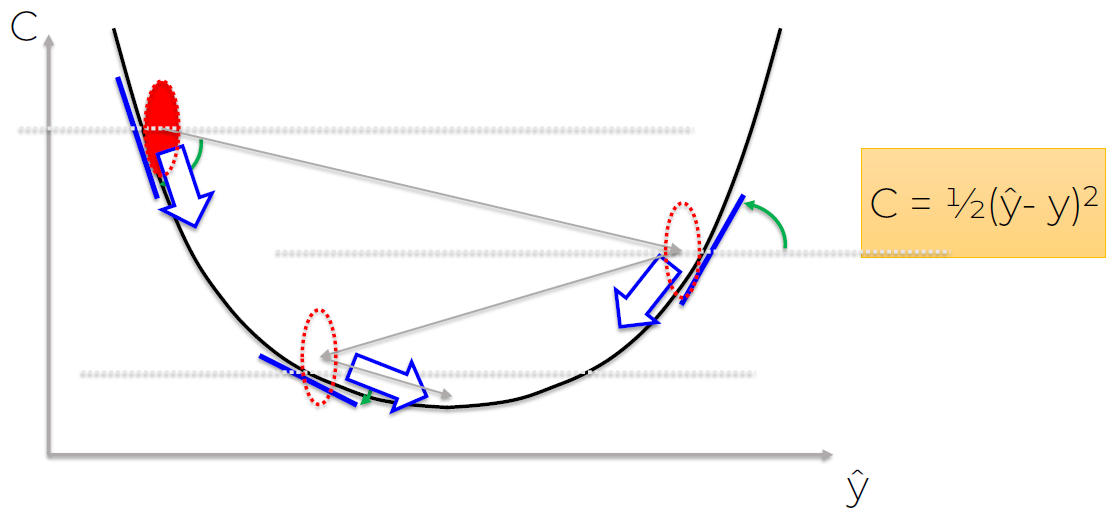 C
C = ½(ŷ- y)²
ŷ